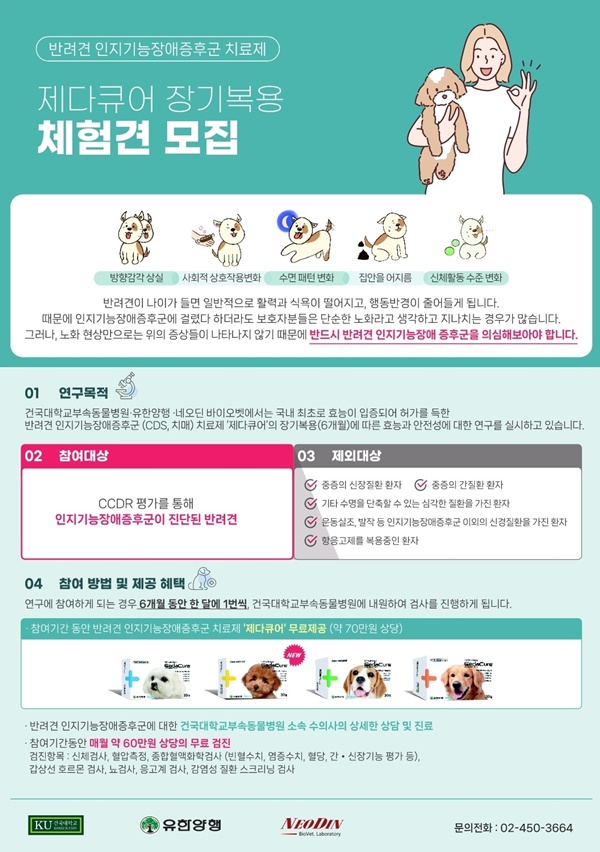 반려견 인지기능장애증후군 치료제
제다큐어 장기복용
체험견 모집
방향감각 상실
사회적 상호작용변화
수면 패턴 변화
집안을 어지름
신체활동 수준 변화
반려견이 나이가 들면 일반적으로 활력과 식욕이 떨어지고, 행동반경이 줄어들게 됩니다.
때문에 인지기능장애증후군에 걸렸다 하더라도 보호자분들은 단순한 노화라고 생각하고 지나치는 경우가 많습니다.
그러나, 노화 현상만으로는 위의 증상들이 나타나지 않기 때문에 반드시 반려견 인지기능장애 증후군을 의심해보아야 합니다.
01 연구목적
건국대학교부속동물병원·유한양행·네오딘 바이오벳에서는 국내 최초로 효능이 입증되어 허가를 득한
반려견 인지기능장애증후군 (CDS, 치매) 치료제 '제다큐어'의 장기복용(6개월)에 따른 효과와 안전성에 대한 연구를 실시하고 있습니다.
02 참여대상
CCDR 평가를 통해
인지기능장애증후군이 진단된 반려견
03 제외대상
중증의 신장질환 환자
중증의 간질환 환자
기타 수명을 단축할 수 있는 심각한 질환을 가진 환자
운동실조, 발작 등 인지기능장애증후군 이외의 신경질환을 가진 환자
항응고제를 복용중인 환자
04 참여 방법 및 제공 혜택
연구에 참여하게 되는 경우 6개월 동안 한 달에 1번씩, 건국대학교부속동물병원에 내원하여 검사를 진행하게 됩니다.
· 참여기간 동안 반려견 인지기능장애증후군 치료제 '제다큐어' 무료제공 (약 70만원 상당)
GedaCure
GedaCure
NEW
GedaCure
GedaCure
· 반려견 인지기능장애증후군에 대한 건국대학교부속동물병원 소속 수의사의 상세한 상담 및 진료
· 참여기간동안 매월 약 60만원 상당의 무료 검진
검진항목 : 신체검사, 혈압측정, 종합혈액화학검사 (빈혈수치, 염증수치, 혈당, 간·신장기능 평가 등),
갑상선 호르몬 검사, 뇨검사, 응고계 검사, 감염성 질환 스크리닝 검사
KU 건국대학교
유한양행
NEODIN
BioVet. Laboratory
문의전화 : 02-450-3664